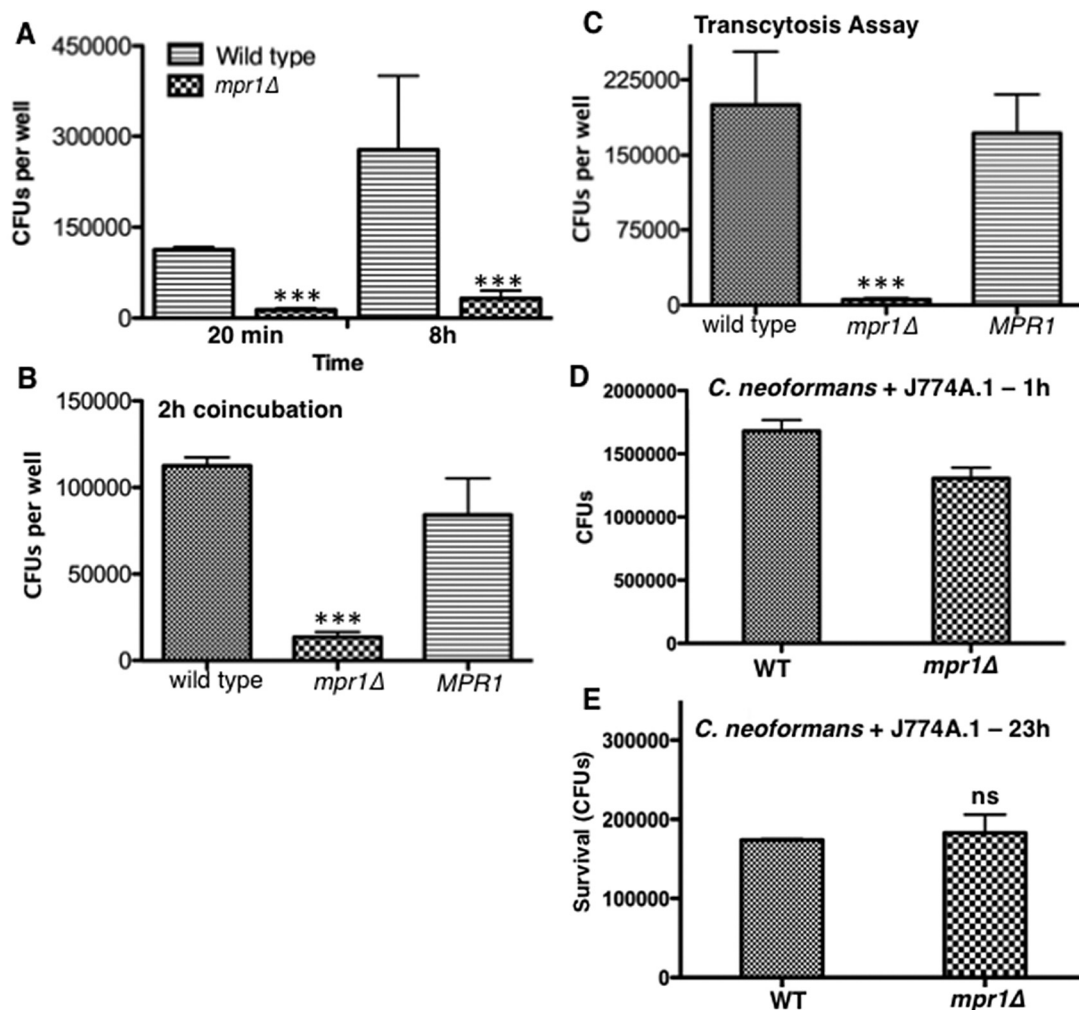 A
450000
300000
150000
0
CFUs per well
Wild type
mpr1Δ
***
***
20 min
8h
Time
B
2h coincubation
150000
100000
50000
0
CFUs per well
***
wild type
mpr1Δ
MPR1
C
Transcytosis Assay
225000
150000
75000
0
CFUs per well
***
wild type
mpr1Δ
MPR1
D
C. neoformans + J774A.1 – 1h
2000000
1500000
1000000
500000
0
CFUs
WT
mpr1Δ
E
C. neoformans + J774A.1 – 23h
300000
200000
100000
0
Survival (CFUs)
ns
WT
mpr1Δ